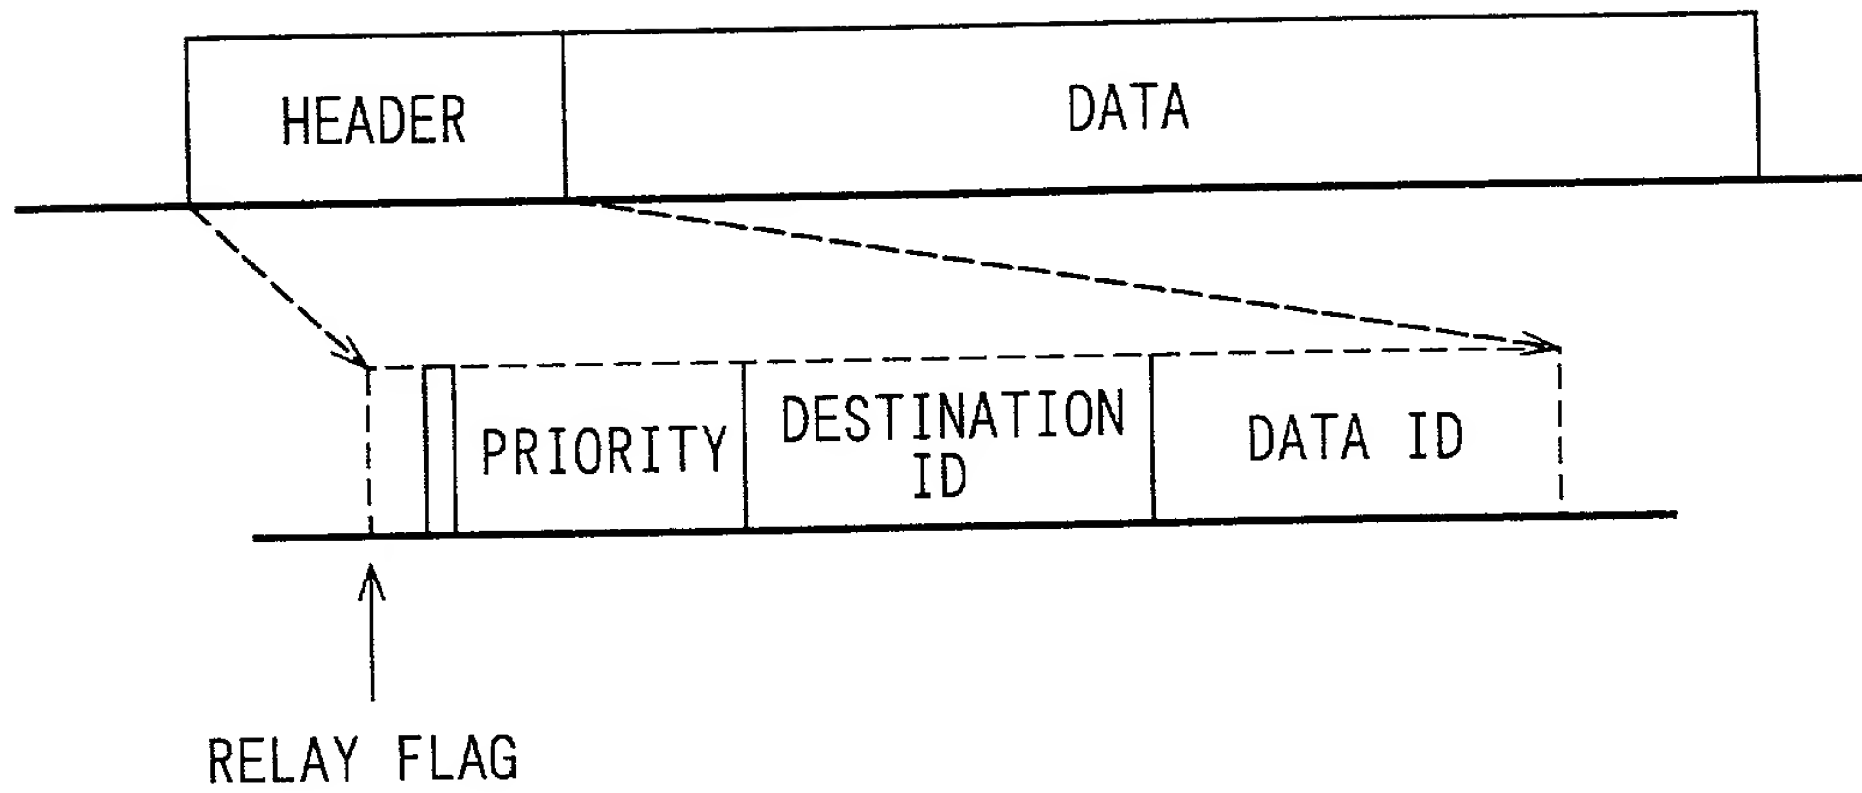 HEADER
DATA
PRIORITY
DESTINATION
ID
DATA ID
RELAY FLAG